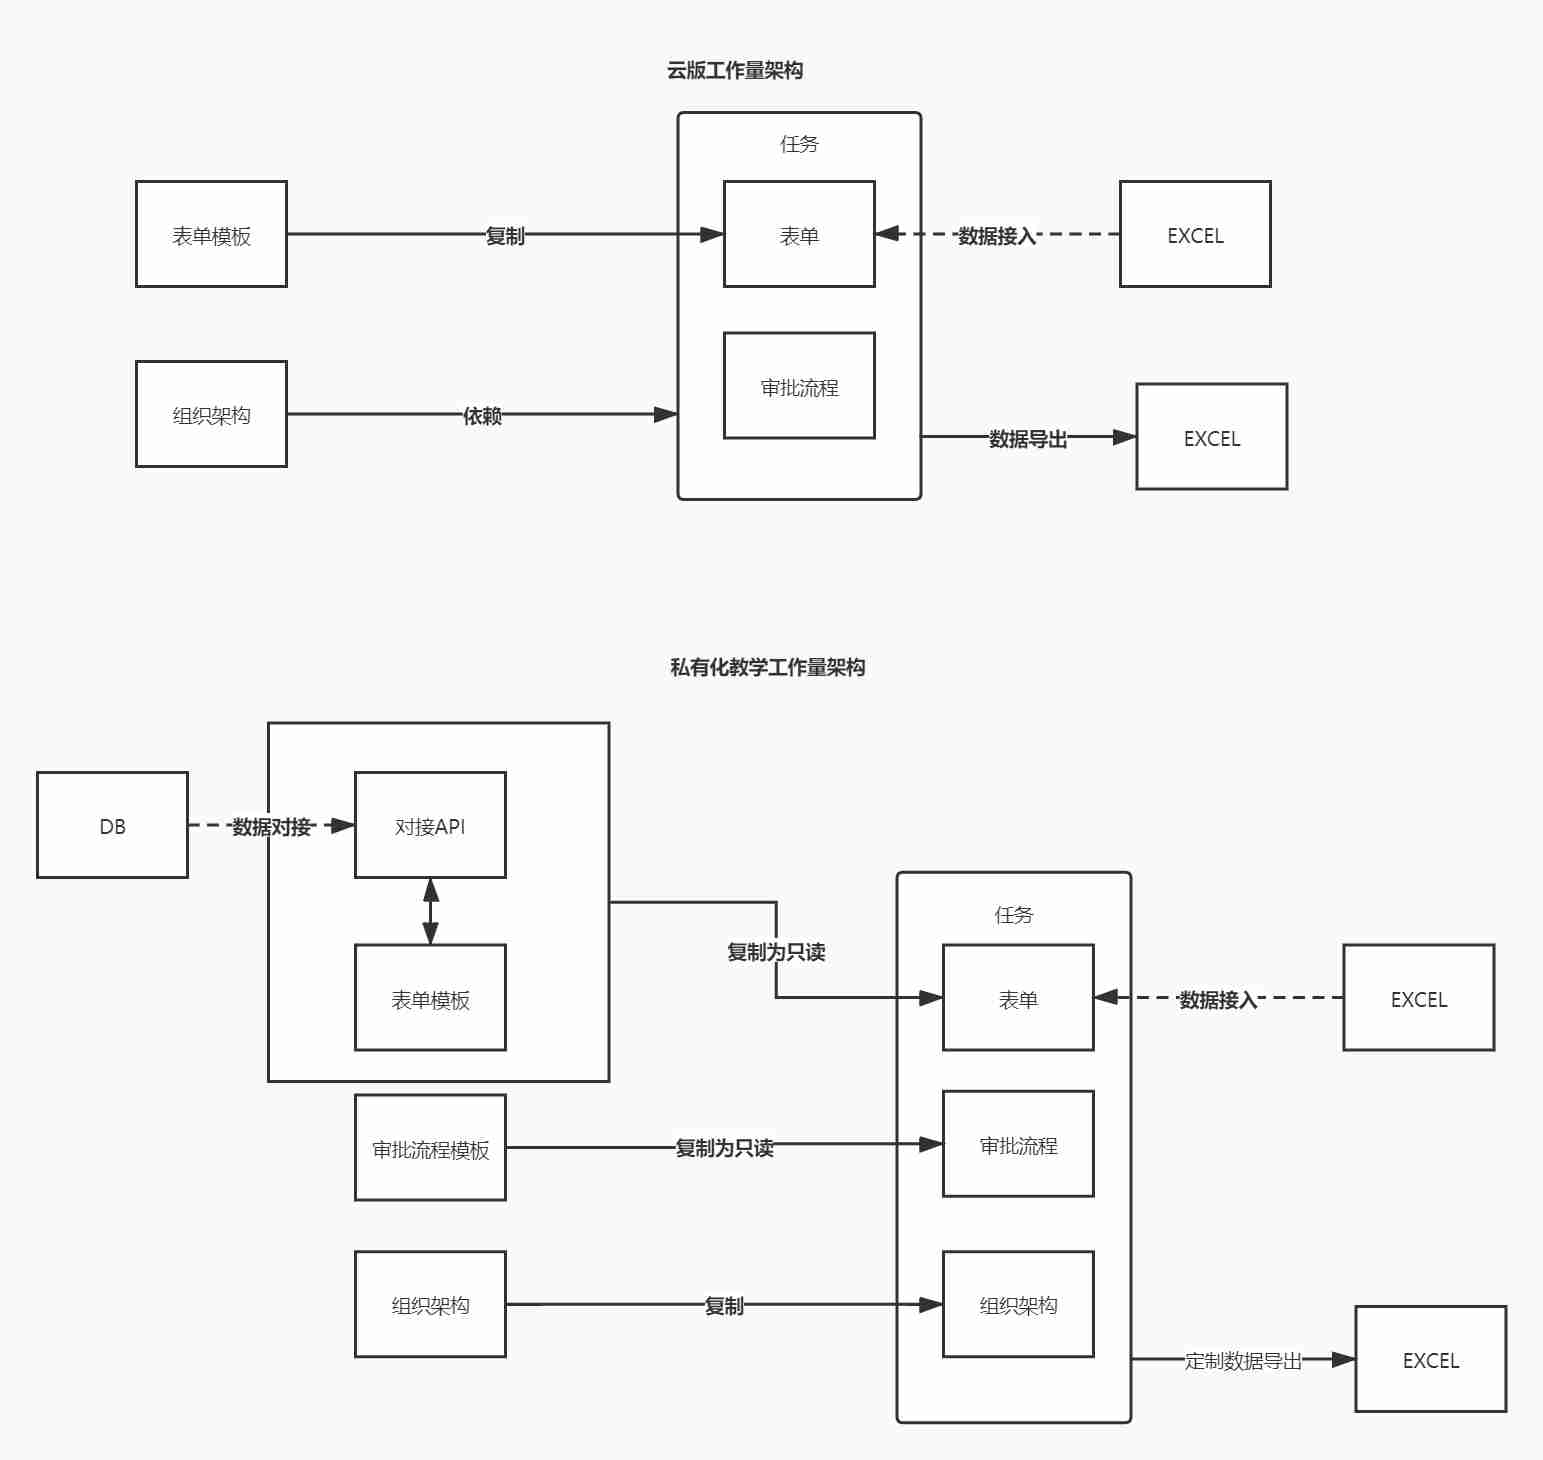 云版工作量架构
任务
表单模板
复制
表单
数据接入
EXCEL
组织架构
依赖
审批流程
数据导出
EXCEL
私有化教学工作量架构
DB
数据对接
对接API
表单模板
复制为只读
任务
表单
数据接入
EXCEL
审批流程模板
复制为只读
审批流程
组织架构
复制
组织架构
定制数据导出
EXCEL